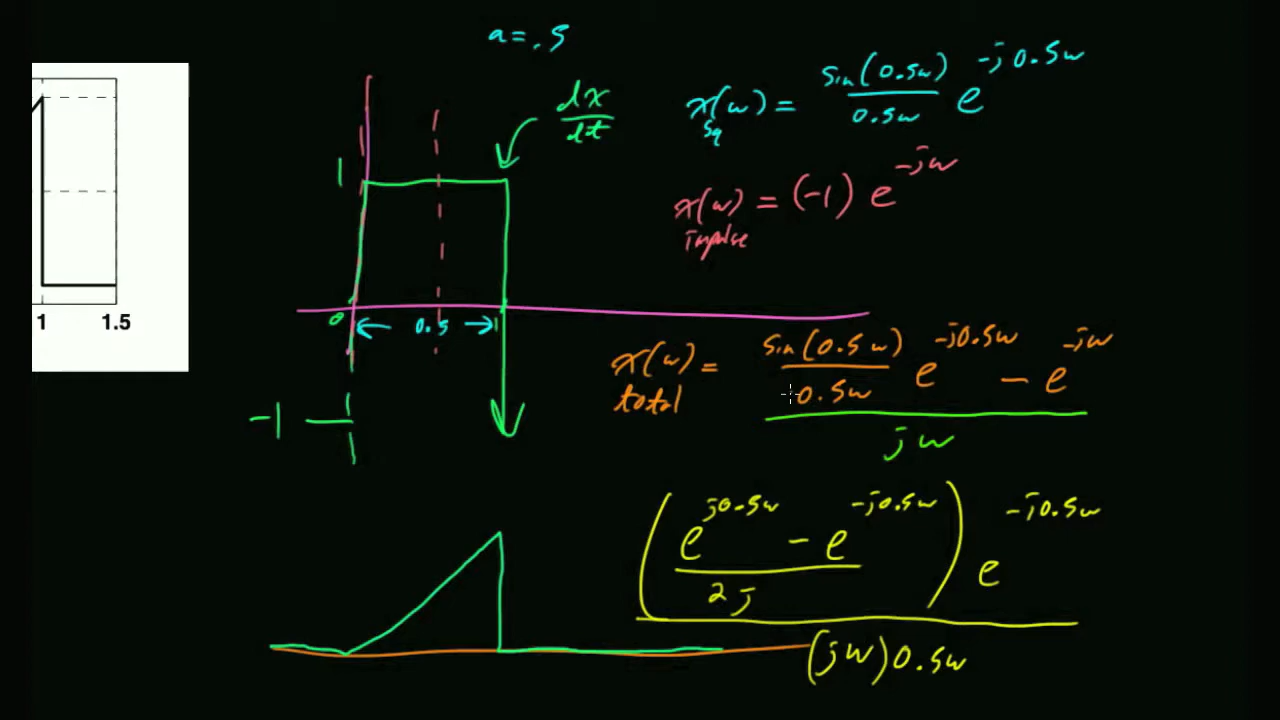 a = .5
dx/dt
x(w) = sin(0.5w)/0.5w e^-j0.5w
sq
x(w) = (-1) e^-jw
impulse
1
0
← 0.5 →
1
-1
1
1.5
x(w) = (sin(0.5w)/0.5w e^-j0.5w - e^-jw)/jw
total
((e^j0.5w - e^-j0.5w)/2j) e^-j0.5w
(jw)0.5w